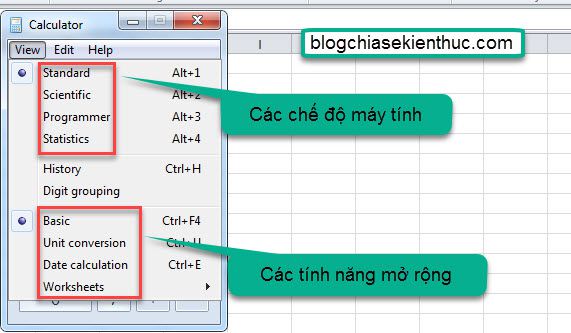 Calculator
blogchiasekienthuc.com
View Edit Help
I
Standard Alt+1
Scientific Alt+2
Programmer Alt+3
Statistics Alt+4
Các chế độ máy tính
History Ctrl+H
Digit grouping
Basic Ctrl+F4
Unit conversion Ctrl+U
Date calculation Ctrl+E
Các tính năng mở rộng
Worksheets